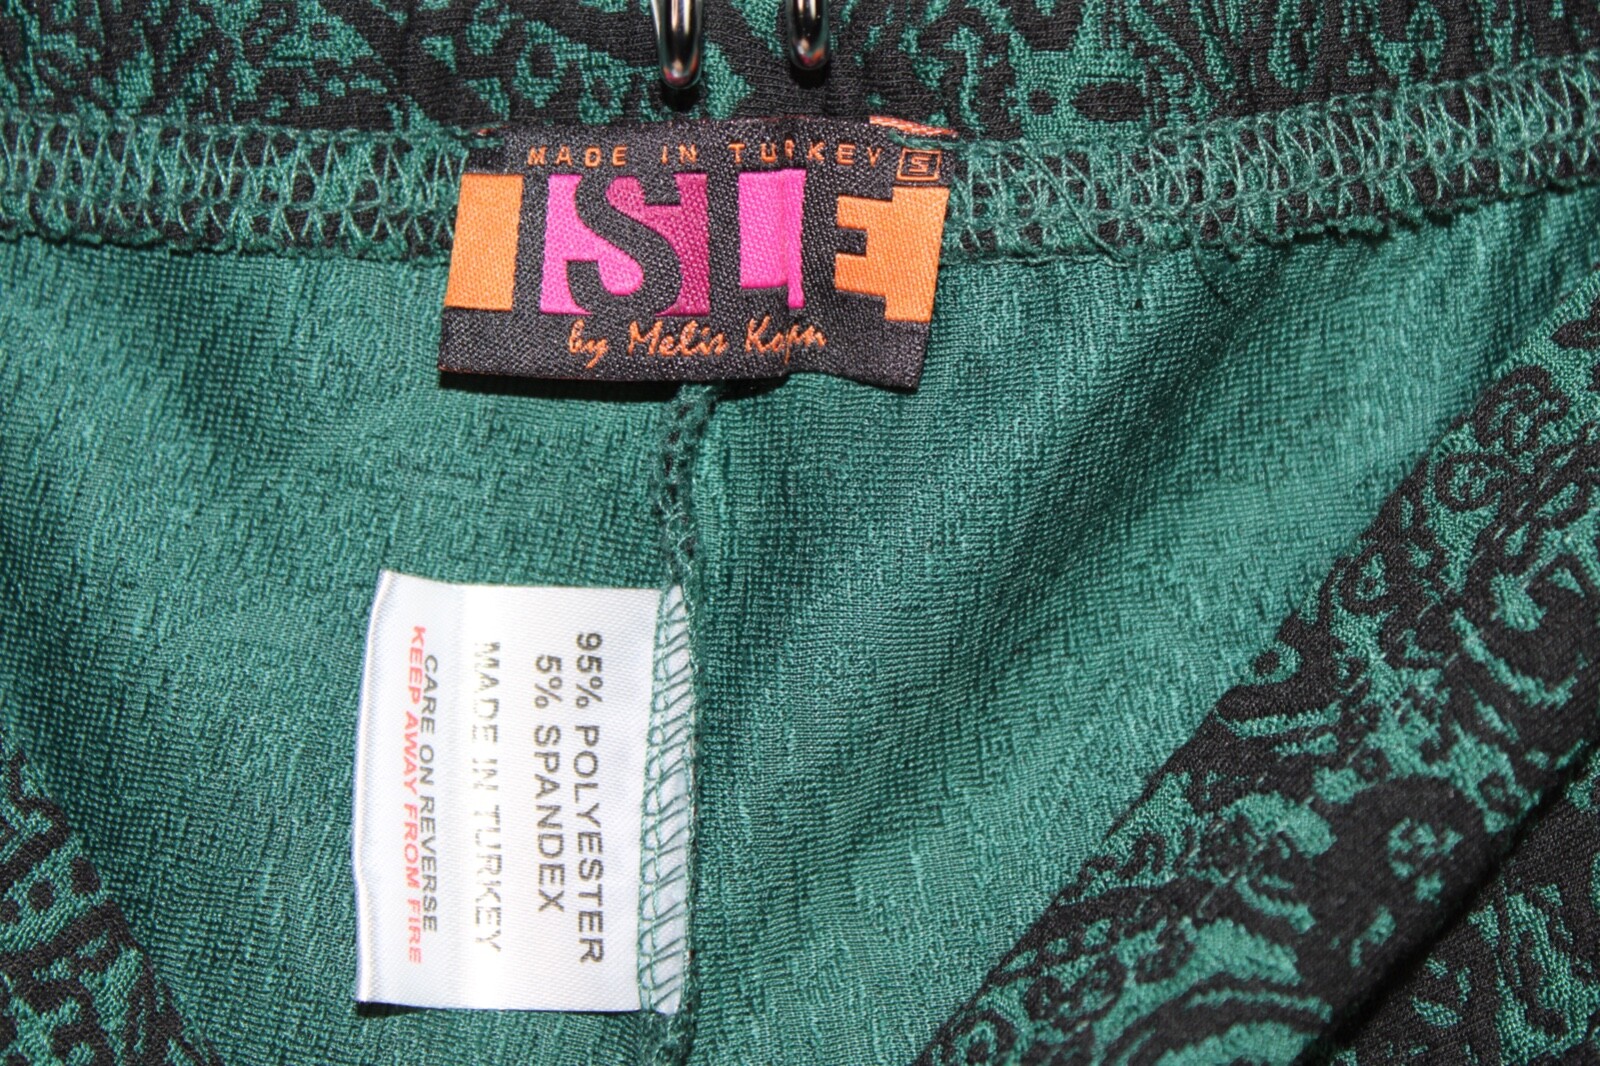 MADE IN TURKEY S
ISLE
by Melis Kozan
95% POLYESTER
5% SPANDEX
MADE IN TURKEY
CARE ON REVERSE
KEEP AWAY FROM FIRE